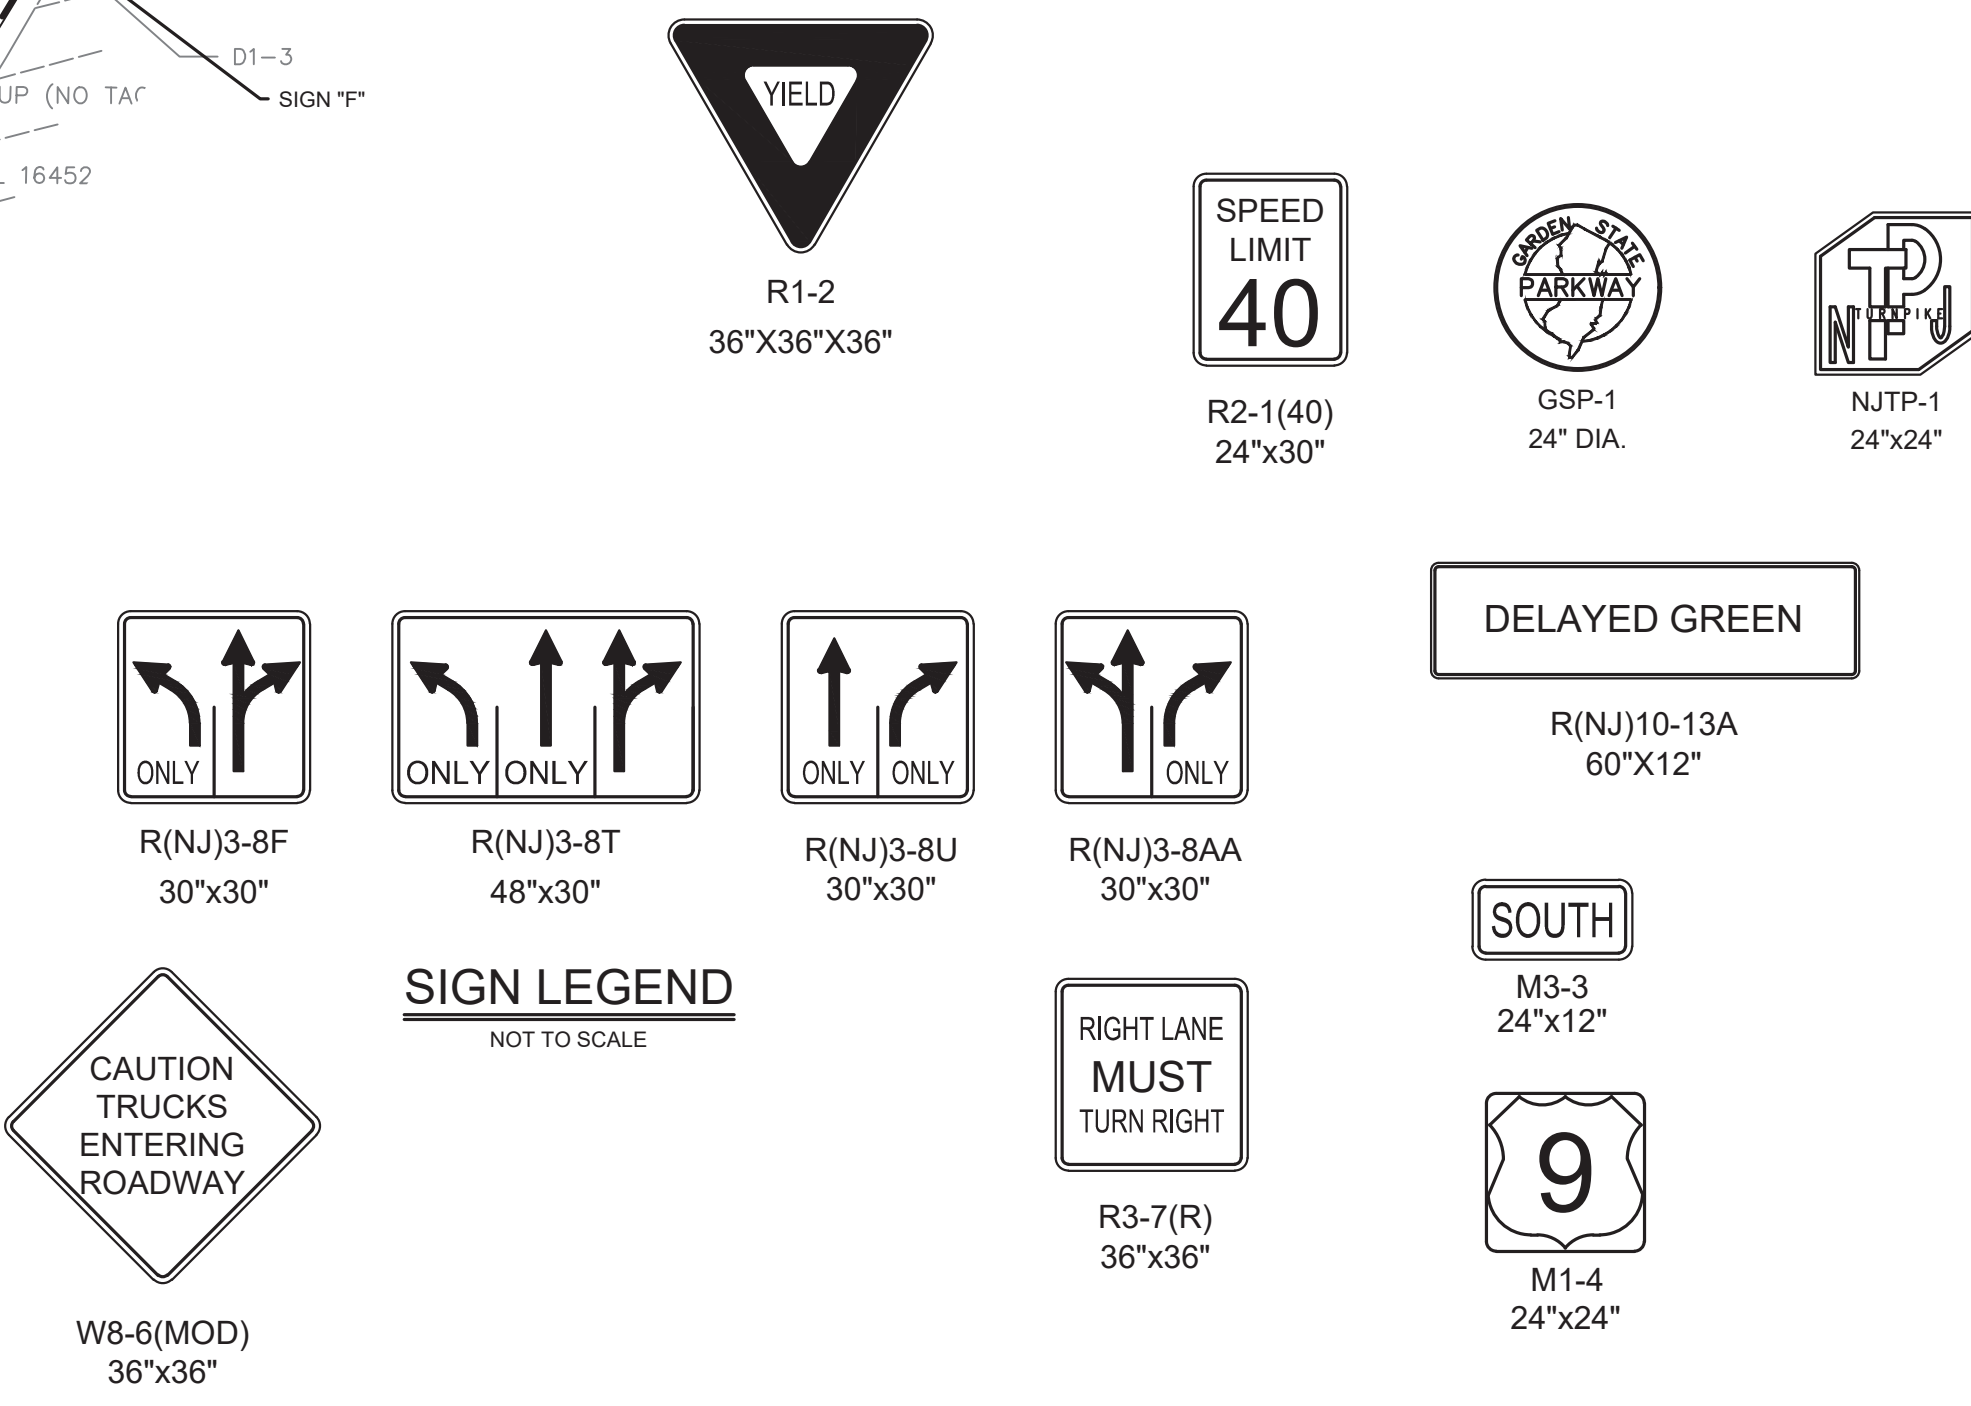 D1-3
SIGN "F"
UP (NO
16452
YIELD
R1-2
36"X36"X36"
SPEED
LIMIT
40
R2-1(40)
24"x30"
GARDEN STATE
PARKWAY
GSP-1
24" DIA.
TP
N TURNPIKE J
NJTP-1
24"x24"
ONLY
R(NJ)3-8F
30"x30"
ONLY ONLY
R(NJ)3-8T
48"x30"
ONLY ONLY
R(NJ)3-8U
30"x30"
ONLY
R(NJ)3-8AA
30"x30"
DELAYED GREEN
R(NJ)10-13A
60"X12"
SOUTH
M3-3
24"x12"
CAUTION
TRUCKS
ENTERING
ROADWAY
W8-6(MOD)
36"x36"
SIGN LEGEND
NOT TO SCALE
RIGHT LANE
MUST
TURN RIGHT
R3-7(R)
36"x36"
9
M1-4
24"x24"